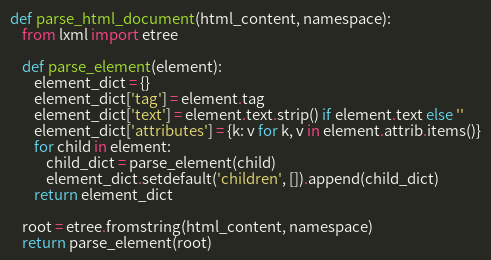 def parse_html_document(html_content, namespace):
from lxml import etree
def parse_element(element):
element_dict = {}
element_dict['tag'] = element.tag
element_dict['text'] = element.text.strip() if element.text else ''
element_dict['attributes'] = {k: v for k, v in element.attrib.items()}
for child in element:
child_dict = parse_element(child)
element_dict.setdefault('children', []).append(child_dict)
return element_dict
root = etree.fromstring(html_content, namespace)
return parse_element(root)